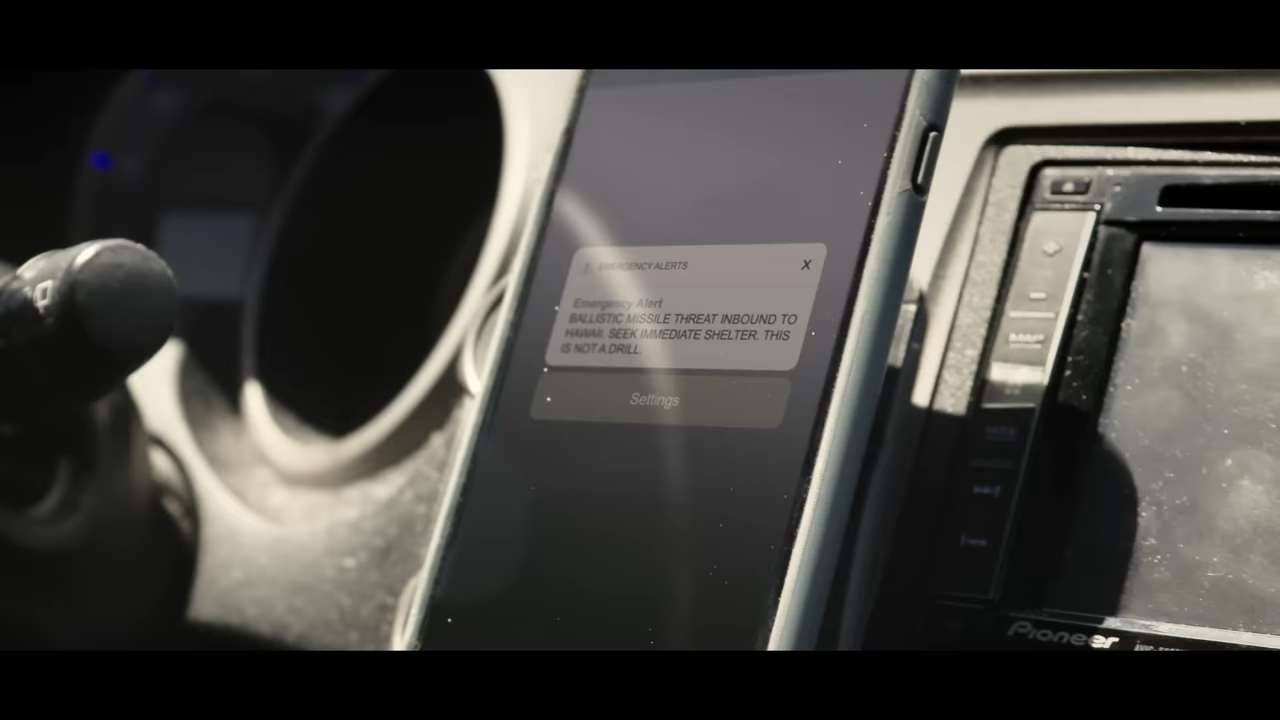 EMERGENCY ALERTS X
Emergency Alert
BALLISTIC MISSILE THREAT INBOUND TO
HAWAII. SEEK IMMEDIATE SHELTER. THIS
IS NOT A DRILL.
Settings
Pioneer